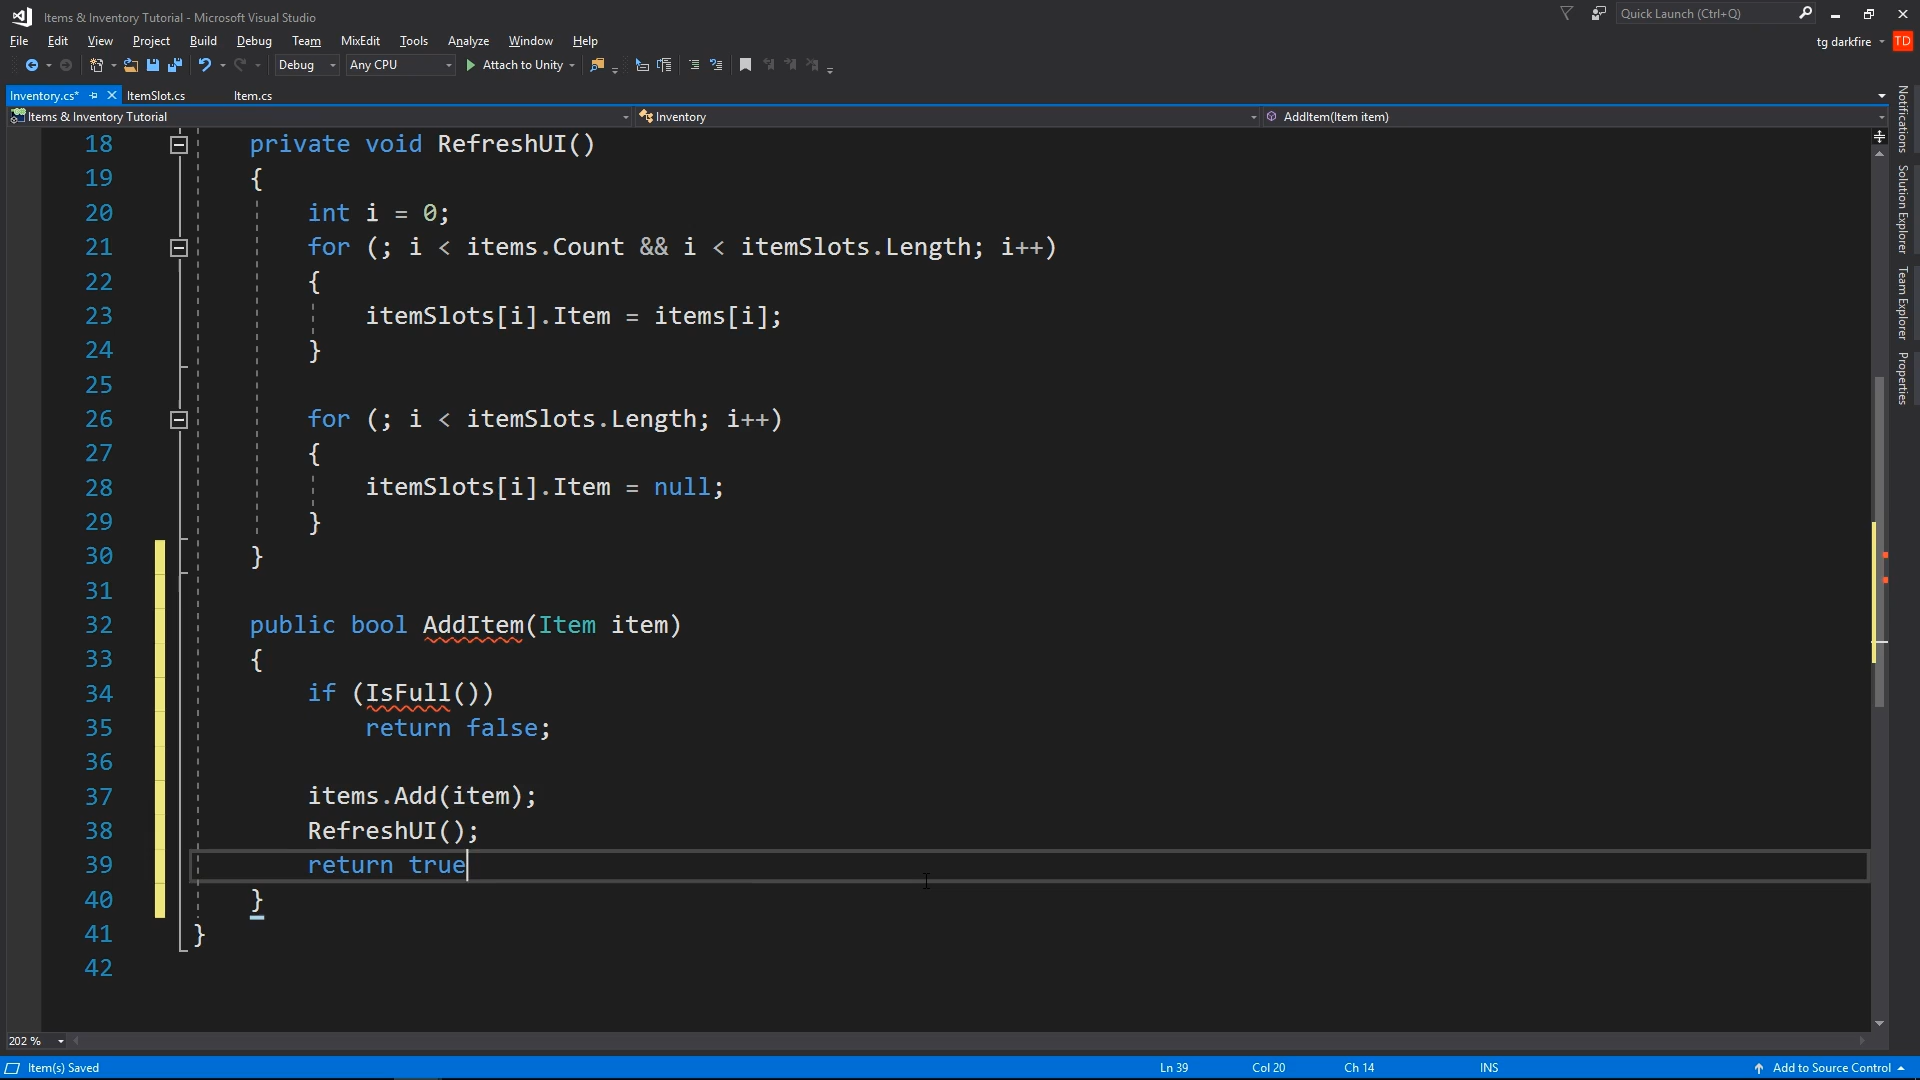 Items & Inventory Tutorial - Microsoft Visual Studio
Quick Launch (Ctrl+Q)
File Edit View Project Build Debug Team MixEdit Tools Analyze Window Help
tg darkfire TD
Debug Any CPU Attach to Unity
Inventory.cs* ItemSlot.cs Item.cs
Items & Inventory Tutorial Inventory AddItem(Item item)
18 private void RefreshUI()
19 {
20 int i = 0;
21 for (; i < items.Count && i < itemSlots.Length; i++)
22 {
23 itemSlots[i].Item = items[i];
24 }
25
26 for (; i < itemSlots.Length; i++)
27 {
28 itemSlots[i].Item = null;
29 }
30 }
31
32 public bool AddItem(Item item)
33 {
34 if (IsFull())
35 return false;
36
37 items.Add(item);
38 RefreshUI();
39 return true
40 }
41 }
42
Notifications
Solution Explorer
Team Explorer
Properties
202 %
Item(s) Saved Ln 39 Col 20 Ch 14 INS Add to Source Control